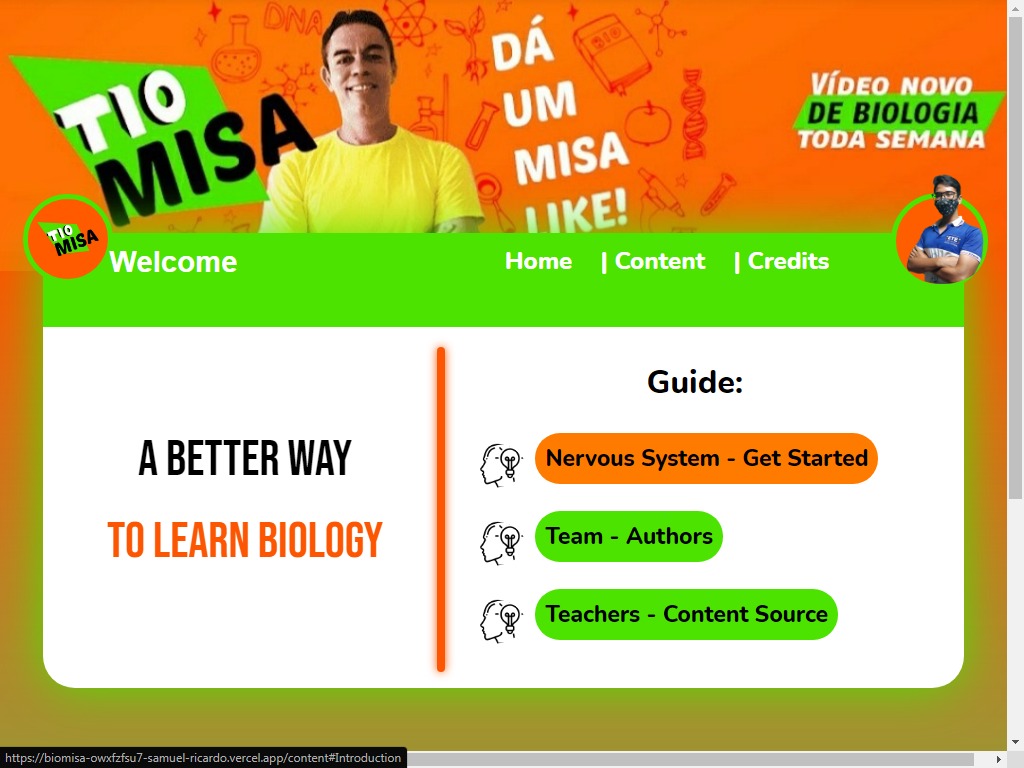 DNA
TIO
MISA
DÁ
UM
MISA
LIKE!
VÍDEO NOVO
DE BIOLOGIA
TODA SEMANA
TIO
MISA
Welcome
Home | Content | Credits
A BETTER WAY
TO LEARN BIOLOGY
Guide:
Nervous System - Get Started
Team - Authors
Teachers - Content Source
https://biomisa-owxfzfsu7-samuel-ricardo.vercel.app/content#Introduction